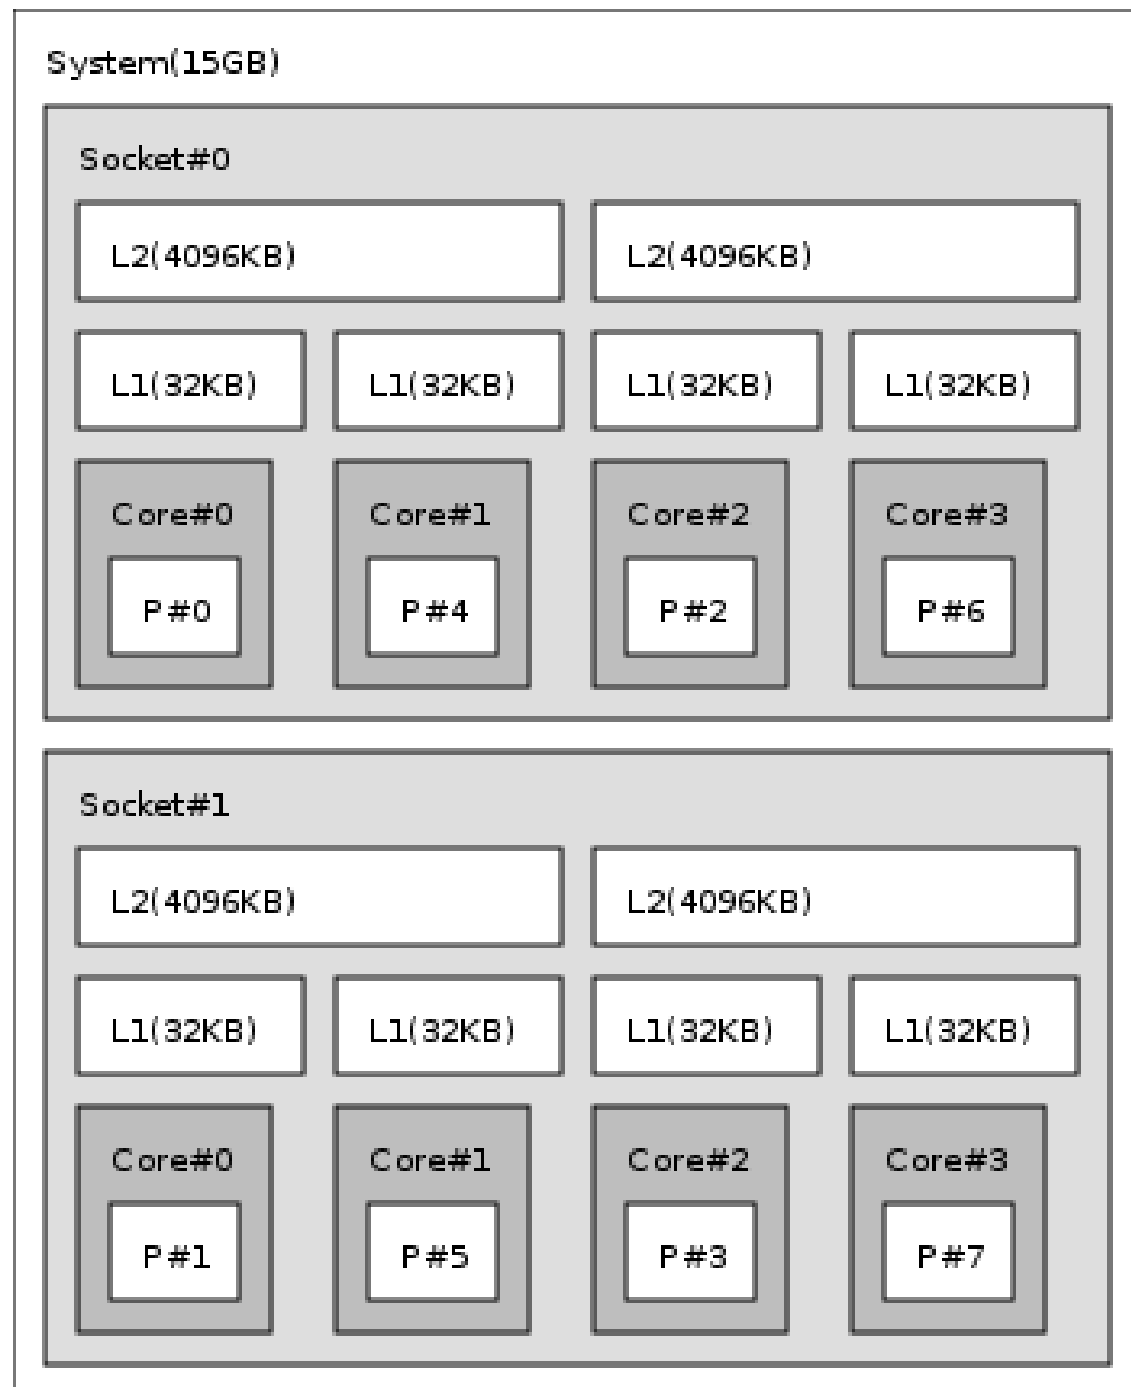 System(15GB)
Socket#0
L2(4096KB) L2(4096KB)
L1(32KB) L1(32KB) L1(32KB) L1(32KB)
Core#0 Core#1 Core#2 Core#3
P#0 P#4 P#2 P#6
Socket#1
L2(4096KB) L2(4096KB)
L1(32KB) L1(32KB) L1(32KB) L1(32KB)
Core#0 Core#1 Core#2 Core#3
P#1 P#5 P#3 P#7